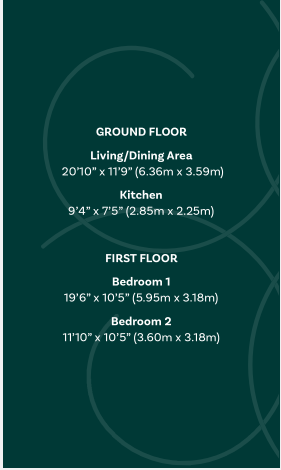 GROUND FLOOR
Living/Dining Area
20’10” x 11’9” (6.36m x 3.59m)
Kitchen
9’4” x 7’5” (2.85m x 2.25m)
FIRST FLOOR
Bedroom 1
19’6” x 10’5” (5.95m x 3.18m)
Bedroom 2
11’10” x 10’5” (3.60m x 3.18m)